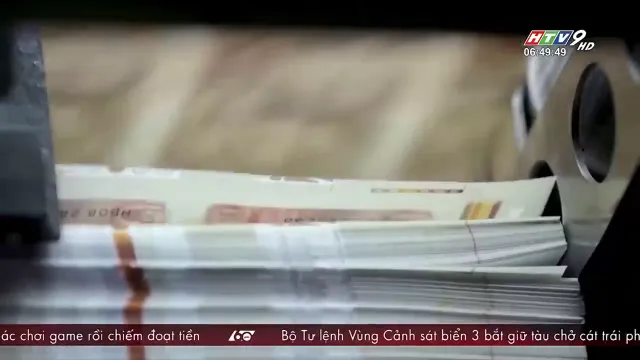 HTV9 HD
06:49:49
ác chơi game rồi chiếm đoạt tiền 60 Bộ Tư lệnh Vùng Cảnh sát biển 3 bắt giữ tàu chở cát trái ph